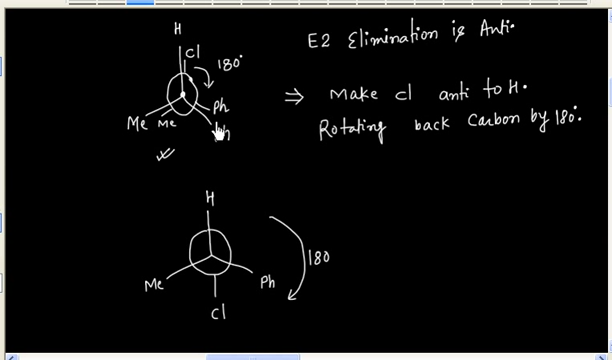 H
Cl
180°
Ph
Me
Me
E2 Elimination is Anti.
⇒ Make Cl anti to H.
Rotating back Carbon by 180°.
H
180
Me
Ph
Cl